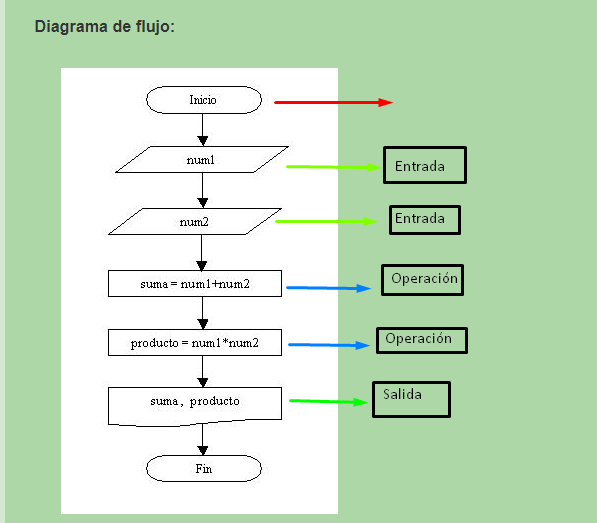 Diagrama de flujo:
Inicio
num1
Entrada
num2
Entrada
suma = num1+num2
Operación
producto = num1*num2
Operación
suma , producto
Salida
Fin